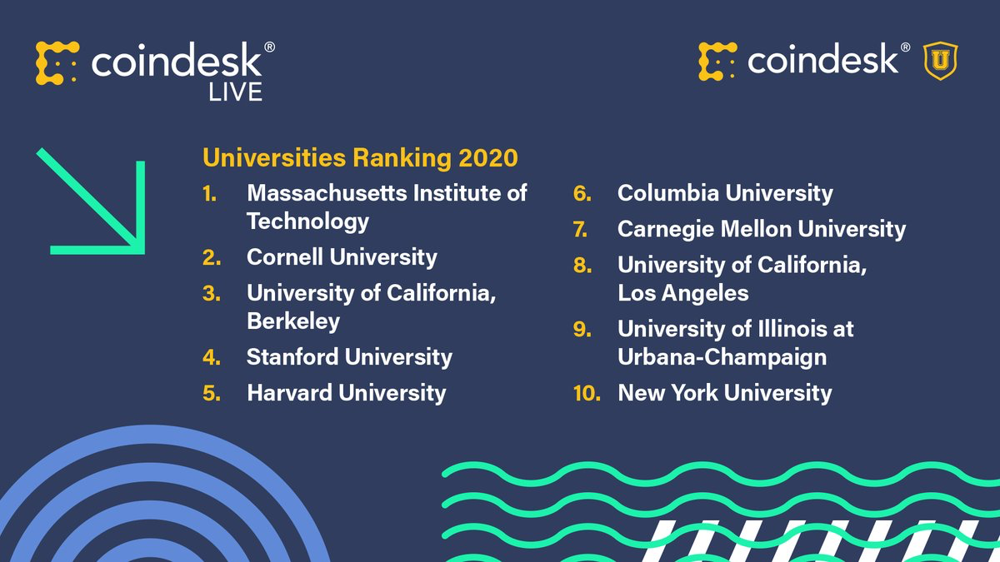 coindesk®
LIVE
coindesk® U
Universities Ranking 2020
1. Massachusetts Institute of
Technology
2. Cornell University
3. University of California,
Berkeley
4. Stanford University
5. Harvard University
6. Columbia University
7. Carnegie Mellon University
8. University of California,
Los Angeles
9. University of Illinois at
Urbana-Champaign
10. New York University